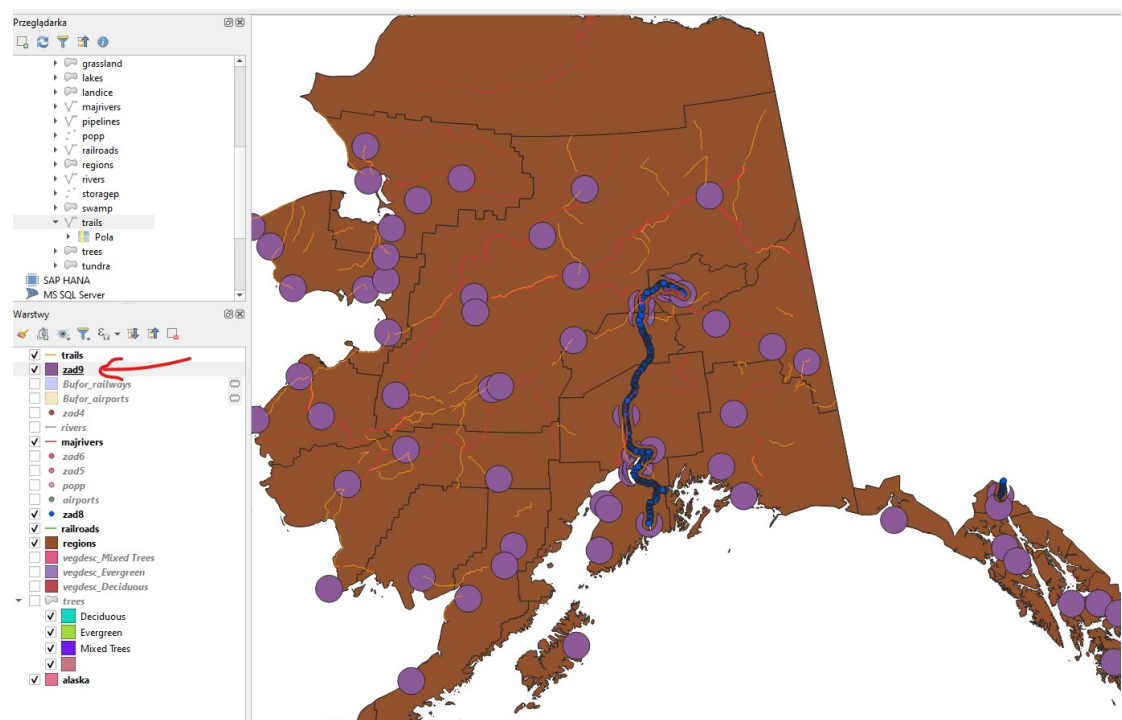 Przeglądarka
grassland
lakes
landice
majrivers
pipelines
popp
railroads
regions
rivers
storagep
swamp
trails
Pola
trees
tundra
SAP HANA
MS SQL Server
Warstwy
trails
zad9
Bufor_railways
Bufor_airports
zad4
rivers
majrivers
zad6
zad5
popp
airports
zad8
railroads
regions
vegdesc_Mixed Trees
vegdesc_Evergreen
vegdesc_Deciduous
trees
Deciduous
Evergreen
Mixed Trees
alaska